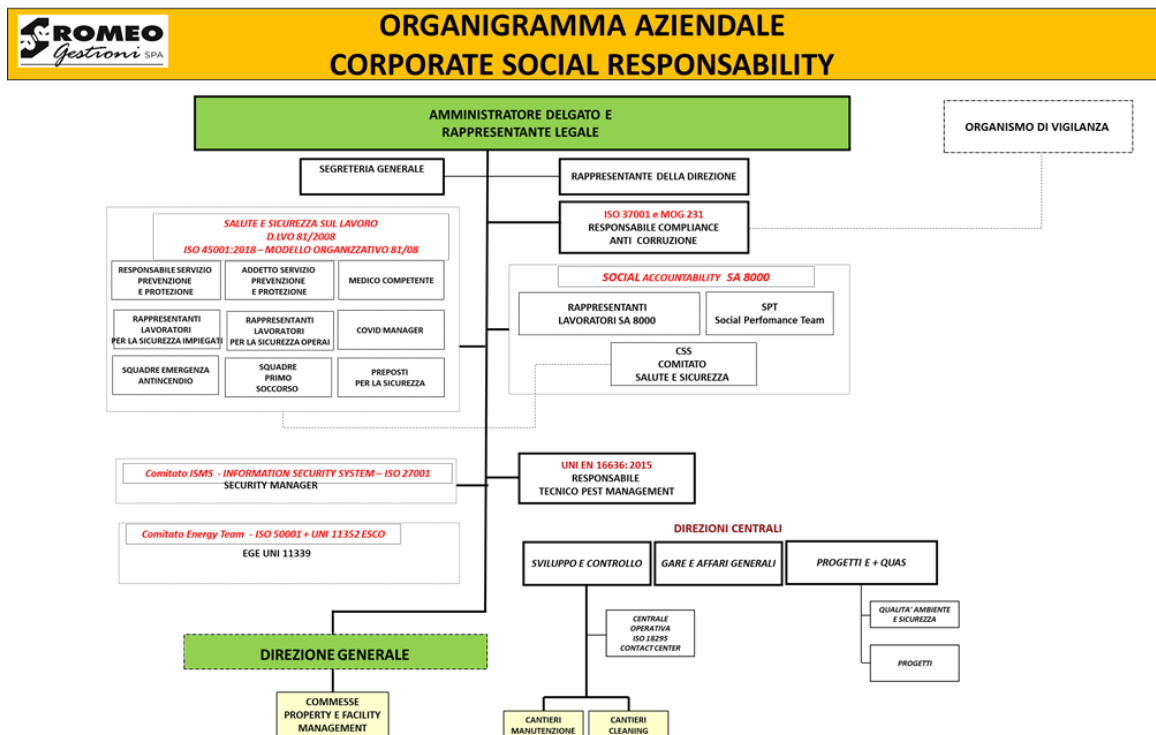 ROMEO
Gestioni SPA
ORGANIGRAMMA AZIENDALE
CORPORATE SOCIAL RESPONSABILITY
AMMINISTRATORE DELGATO E
RAPPRESENTANTE LEGALE
ORGANISMO DI VIGILANZA
SEGRETERIA GENERALE
RAPPRESENTANTE DELLA DIREZIONE
ISO 37001 e MOG 231
RESPONSABILE COMPLIANCE
ANTI CORRUZIONE
SALUTE E SICUREZZA SUL LAVORO
D.LVO 81/2008
ISO 45001:2018 – MODELLO ORGANIZZATIVO 81/08
RESPONSABILE SERVIZIO
PREVENZIONE
E PROTEZIONE
ADDETTO SERVIZIO
PREVENZIONE
E PROTEZIONE
MEDICO COMPETENTE
RAPPRESENTANTI
LAVORATORI
PER LA SICUREZZA IMPIEGATI
RAPPRESENTANTI
LAVORATORI
PER LA SICUREZZA OPERAI
COVID MANAGER
SQUADRE EMERGENZA
ANTINCENDIO
SQUADRE
PRIMO
SOCCORSO
PREPOSTI
PER LA SICUREZZA
SOCIAL ACCOUNTABILITY SA 8000
RAPPRESENTANTI
LAVORATORI SA 8000
SPT
Social Perfomance Team
CSS
COMITATO
SALUTE E SICUREZZA
Comitato ISMS - INFORMATION SECURITY SYSTEM – ISO 27001
SECURITY MANAGER
UNI EN 16636: 2015
RESPONSABILE
TECNICO PEST MANAGEMENT
Comitato Energy Team - ISO 50001 + UNI 11352 ESCO
EGE UNI 11339
DIREZIONI CENTRALI
SVILUPPO E CONTROLLO
GARE E AFFARI GENERALI
PROGETTI E + QUAS
CENTRALE
OPERATIVA
ISO 18295
CONTACT CENTER
QUALITA' AMBIENTE
E SICUREZZA
PROGETTI
DIREZIONE GENERALE
COMMESSE
PROPERTY E FACILITY
MANAGEMENT
CANTIERI
MANUTENZIONE
CANTIERI
CLEANING